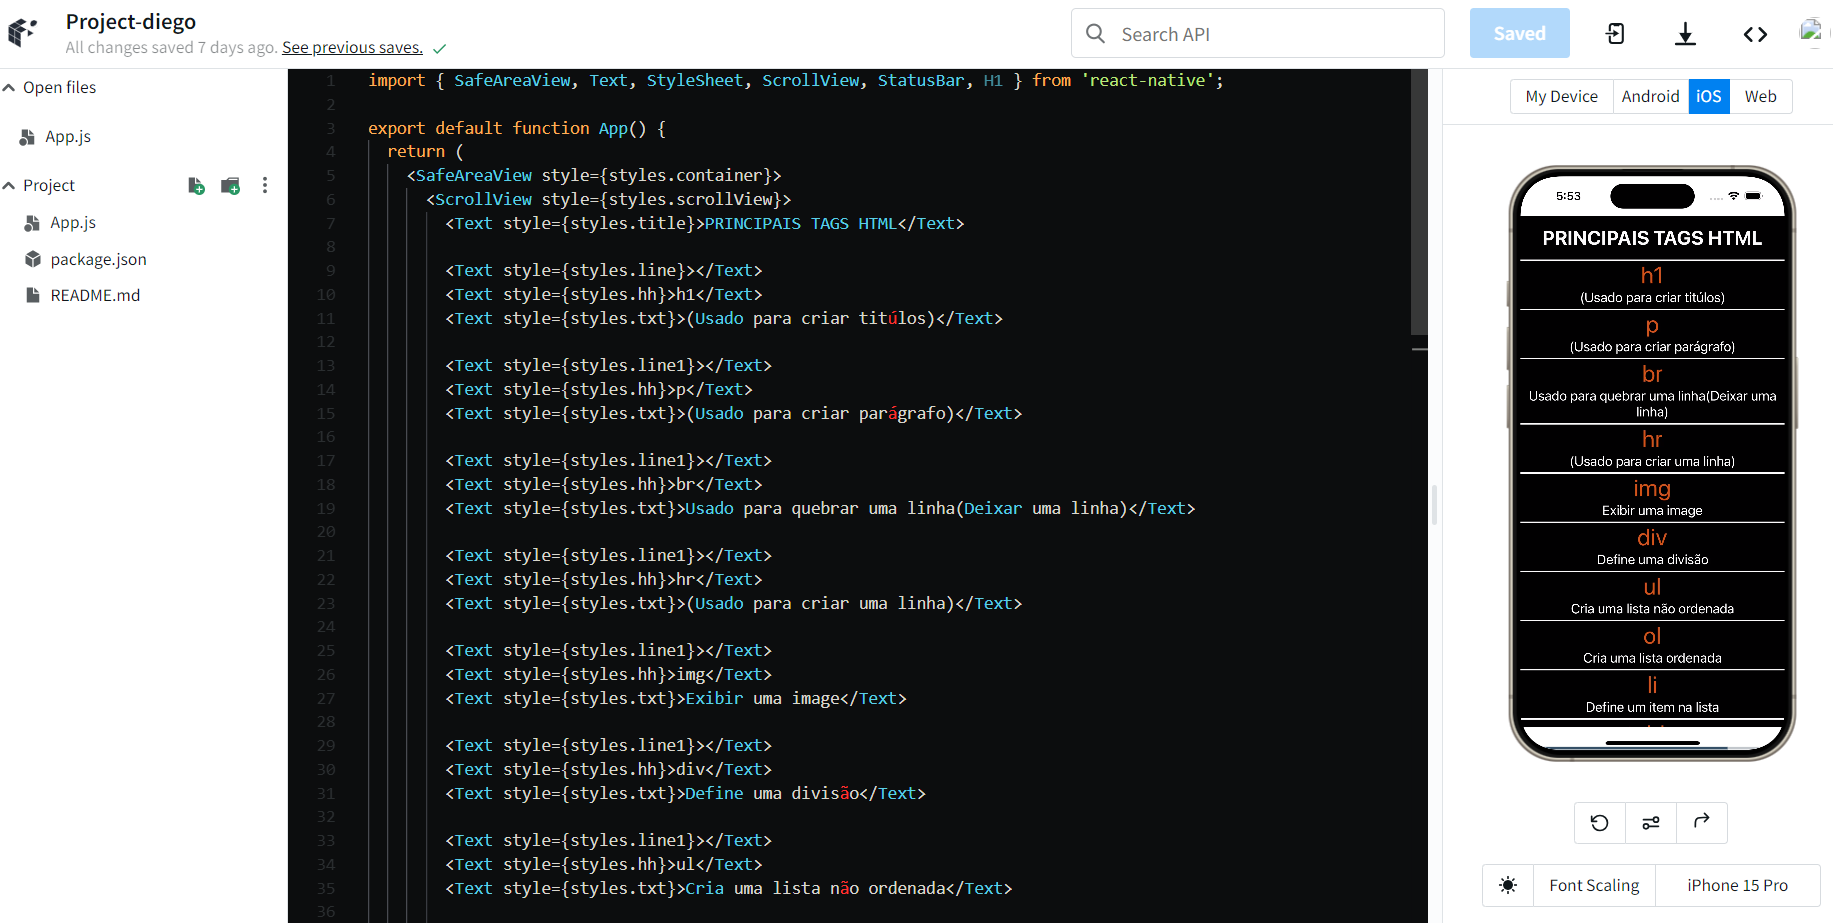 Project-diego
All changes saved 7 days ago. See previous saves.
Search API
Saved
Open files
App.js
Project
App.js
package.json
README.md
1 import { SafeAreaView, Text, StyleSheet, ScrollView, StatusBar, H1 } from 'react-native';
2
3 export default function App() {
4 return (
5 <SafeAreaView style={styles.container}>
6 <ScrollView style={styles.scrollView}>
7 <Text style={styles.title}>PRINCIPAIS TAGS HTML</Text>
8
9 <Text style={styles.line}></Text>
10 <Text style={styles.hh}>h1</Text>
11 <Text style={styles.txt}>(Usado para criar titúlos)</Text>
12
13 <Text style={styles.line1}></Text>
14 <Text style={styles.hh}>p</Text>
15 <Text style={styles.txt}>(Usado para criar parágrafo)</Text>
16
17 <Text style={styles.line1}></Text>
18 <Text style={styles.hh}>br</Text>
19 <Text style={styles.txt}>Usado para quebrar uma linha(Deixar uma linha)</Text>
20
21 <Text style={styles.line1}></Text>
22 <Text style={styles.hh}>hr</Text>
23 <Text style={styles.txt}>(Usado para criar uma linha)</Text>
24
25 <Text style={styles.line1}></Text>
26 <Text style={styles.hh}>img</Text>
27 <Text style={styles.txt}>Exibir uma image</Text>
28
29 <Text style={styles.line1}></Text>
30 <Text style={styles.hh}>div</Text>
31 <Text style={styles.txt}>Define uma divisão</Text>
32
33 <Text style={styles.line1}></Text>
34 <Text style={styles.hh}>ul</Text>
35 <Text style={styles.txt}>Cria uma lista não ordenada</Text>
36
My Device
Android
iOS
Web
5:53
PRINCIPAIS TAGS HTML
h1
(Usado para criar titúlos)
p
(Usado para criar parágrafo)
br
Usado para quebrar uma linha(Deixar uma
linha)
hr
(Usado para criar uma linha)
img
Exibir uma image
div
Define uma divisão
ul
Cria uma lista não ordenada
ol
Cria uma lista ordenada
li
Define um item na lista
Font Scaling
iPhone 15 Pro